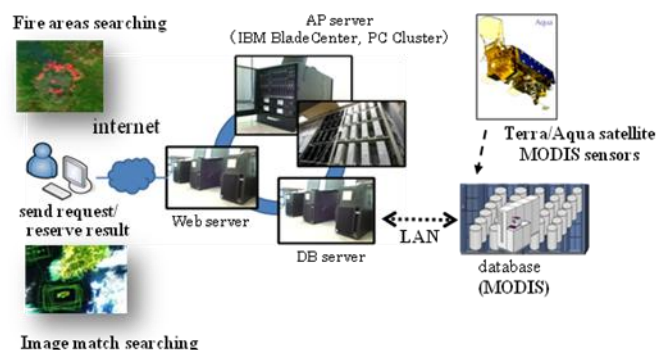 Fire areas searching
AP server
(IBM BladeCenter, PC Cluster)
Aqua
internet
Terra/Aqua satellite
MODIS sensors
send request/
reserve result
Web server
DB server
LAN
database
(MODIS)
Image match searching